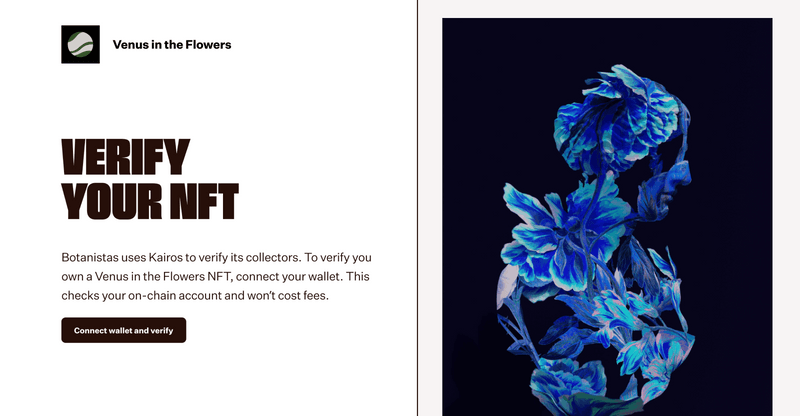 Venus in the Flowers
VERIFY
YOUR NFT
Botanistas uses Kairos to verify its collectors. To verify you
own a Venus in the Flowers NFT, connect your wallet. This
checks your on-chain account and won’t cost fees.
Connect wallet and verify